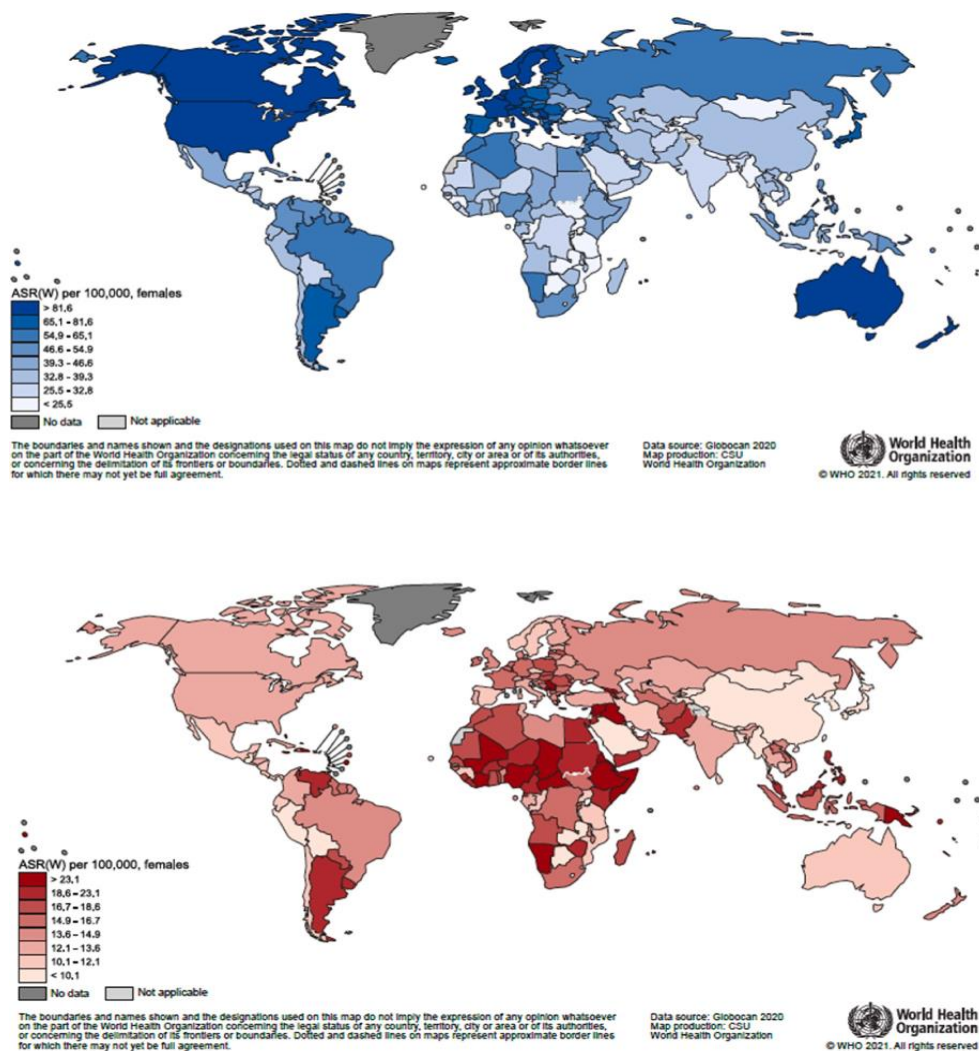 ASR(W) per 100,000, females
> 81.6
65.1 – 81.6
54.9 – 65.1
46.6 – 54.9
39.3 – 46.6
32.8 – 39.3
25.5 – 32.8
< 25.5
No data
Not applicable
The boundaries and names shown and the designations used on this map do not imply the expression of any opinion whatsoever
on the part of the World Health Organization concerning the legal status of any country, territory, city or area or of its authorities,
or concerning the delimitation of its frontiers or boundaries. Dotted and dashed lines on maps represent approximate border lines
for which there may not yet be full agreement.
Data source: Globocan 2020
Map production: CSU
World Health Organization
World Health
Organization
© WHO 2021. All rights reserved
ASR(W) per 100,000, females
> 23.1
18.6 – 23.1
16.7 – 18.6
14.9 – 16.7
13.6 – 14.9
12.1 – 13.6
10.1 – 12.1
< 10.1
No data
Not applicable
The boundaries and names shown and the designations used on this map do not imply the expression of any opinion whatsoever
on the part of the World Health Organization concerning the legal status of any country, territory, city or area or of its authorities,
or concerning the delimitation of its frontiers or boundaries. Dotted and dashed lines on maps represent approximate border lines
for which there may not yet be full agreement.
Data source: Globocan 2020
Map production: CSU
World Health Organization
World Health
Organization
© WHO 2021. All rights reserved